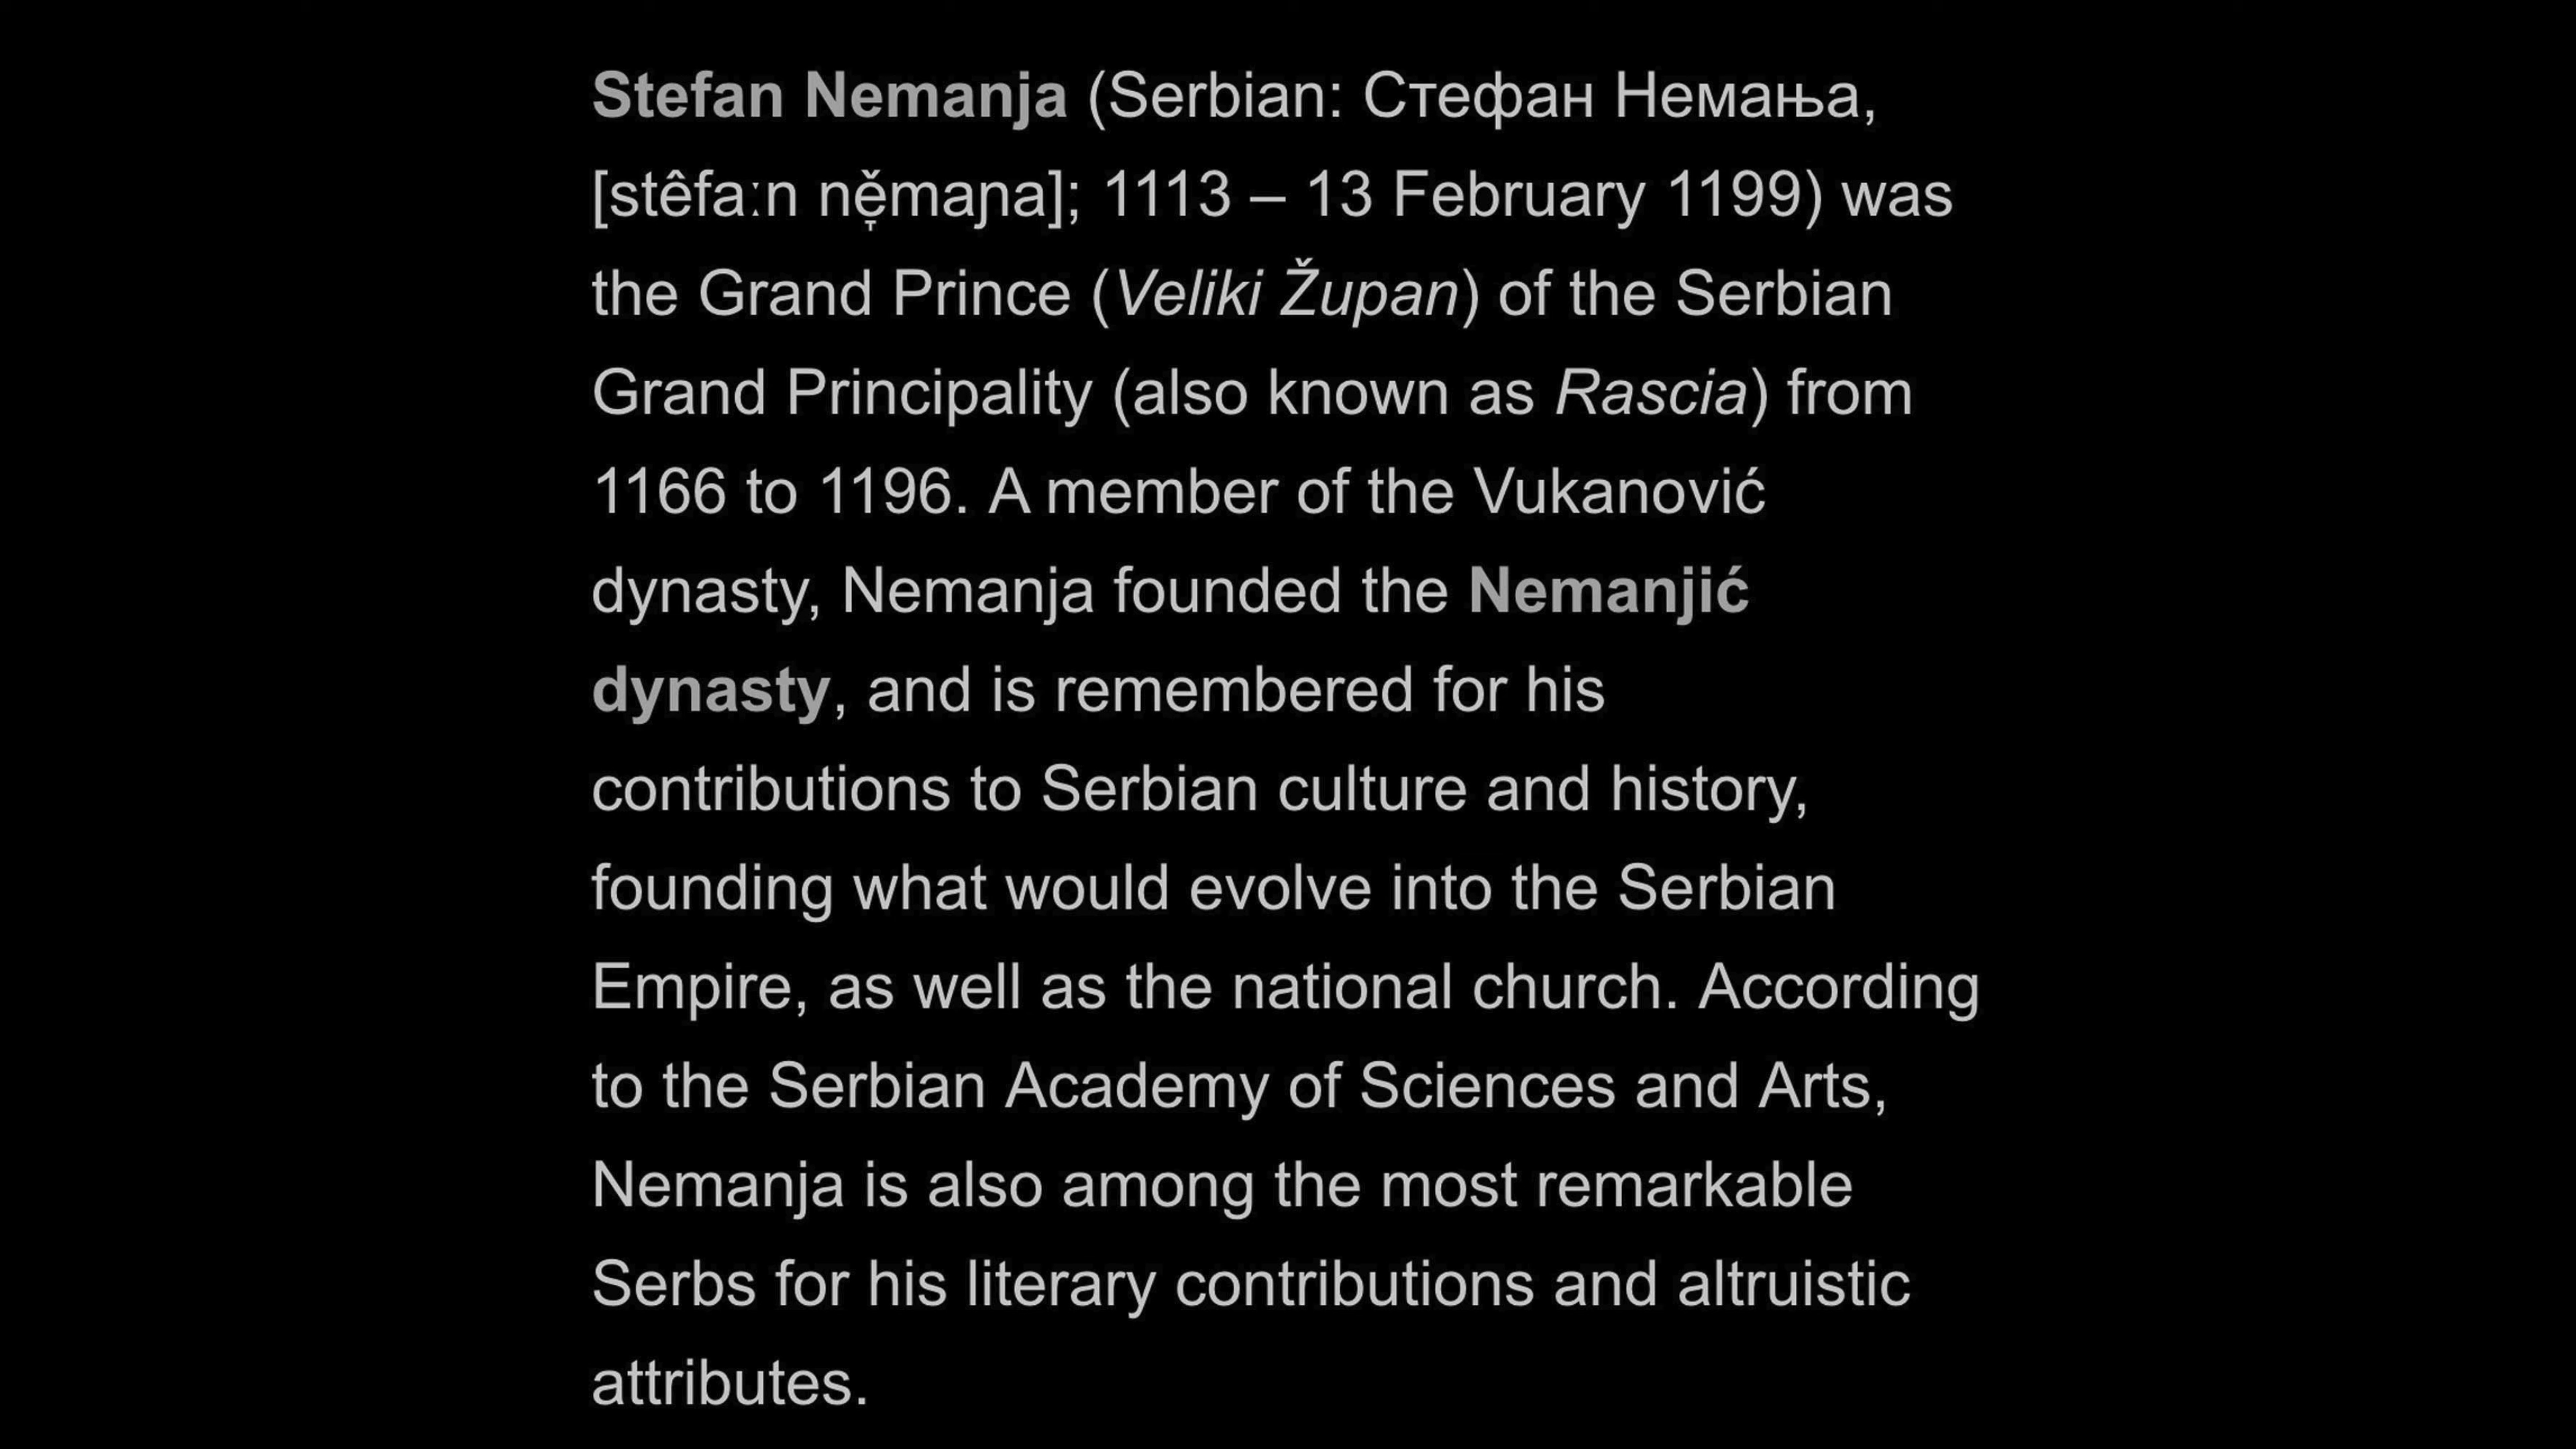 Stefan Nemanja (Serbian: Стефан Немања,
[stêfaːn ně̞maɲa]; 1113 – 13 February 1199) was
the Grand Prince (Veliki Župan) of the Serbian
Grand Principality (also known as Rascia) from
1166 to 1196. A member of the Vukanović
dynasty, Nemanja founded the Nemanjić
dynasty, and is remembered for his
contributions to Serbian culture and history,
founding what would evolve into the Serbian
Empire, as well as the national church. According
to the Serbian Academy of Sciences and Arts,
Nemanja is also among the most remarkable
Serbs for his literary contributions and altruistic
attributes.